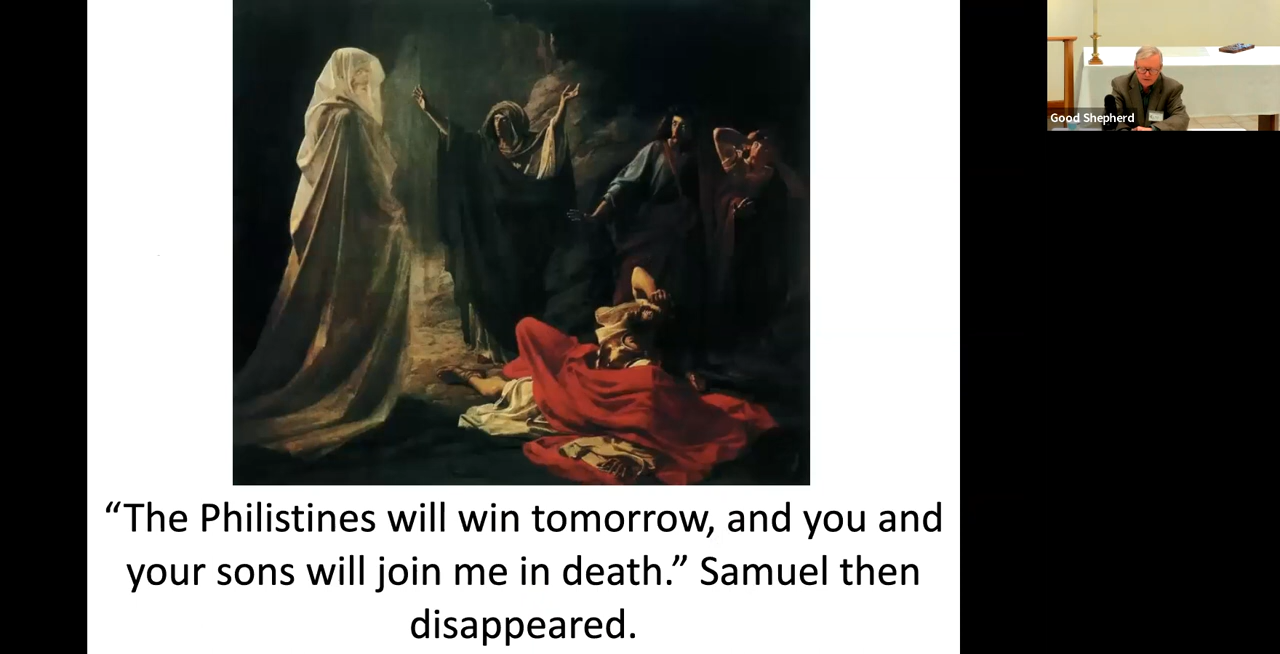 Good Shepherd
“The Philistines will win tomorrow, and you and
your sons will join me in death.” Samuel then
disappeared.